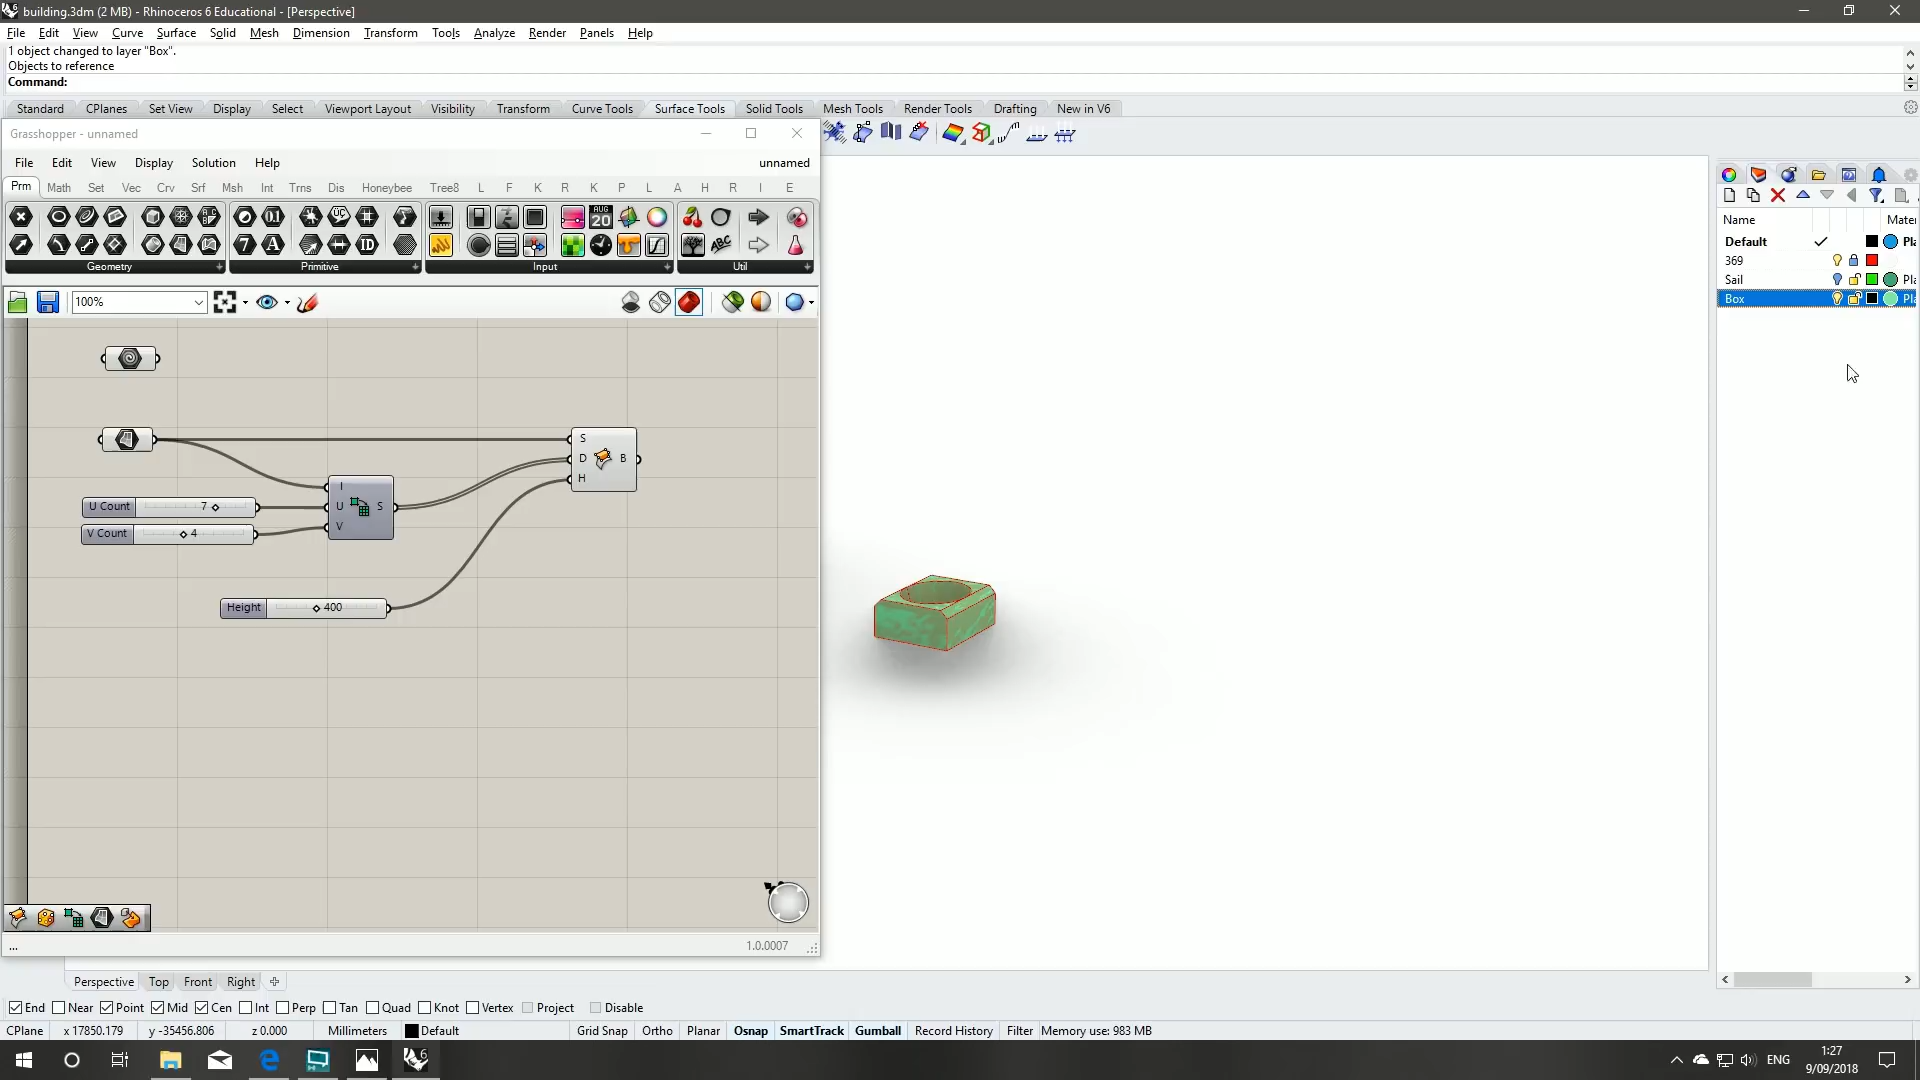 building.3dm (2 MB) - Rhinoceros 6 Educational - [Perspective]
File Edit View Curve Surface Solid Mesh Dimension Transform Tools Analyze Render Panels Help
1 object changed to layer "Box".
Objects to reference
Command:
Standard CPlanes Set View Display Select Viewport Layout Visibility Transform Curve Tools Surface Tools Solid Tools Mesh Tools Render Tools Drafting New in V6
Grasshopper - unnamed
File Edit View Display Solution Help unnamed
Prm Math Set Vec Crv Srf Msh Int Trns Dis Honeybee Tree8 L F K R K P L A H R I E
Geometry Primitive Input Util
100%
Name Mater
Default Pla
369
Sail Pla
Box Pla
S
D B
H
I
U S
V
U Count 7
V Count 4
Height 400
...
1.0.0007
Perspective Top Front Right
End Near Point Mid Cen Int Perp Tan Quad Knot Vertex Project Disable
CPlane x 17850.179 y -35456.806 z 0.000 Millimeters Default Grid Snap Ortho Planar Osnap SmartTrack Gumball Record History Filter Memory use: 983 MB
ENG
1:27
9/09/2018